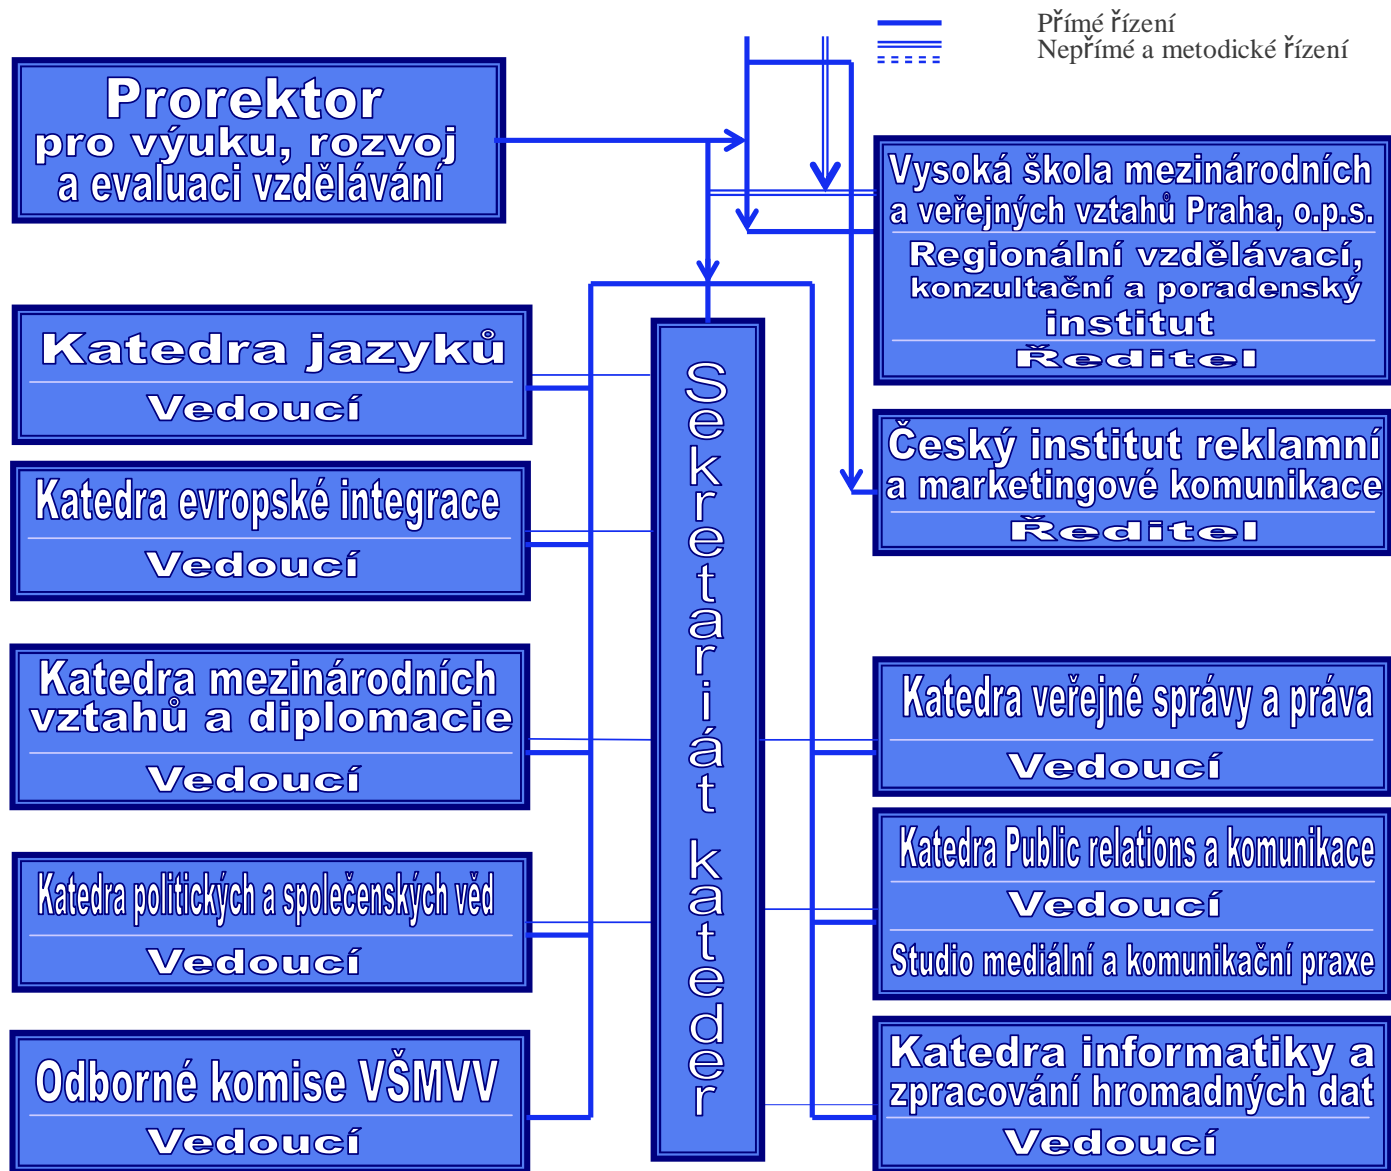 Přímé řízení
Nepřímé a metodické řízení
Prorektor
pro výuku, rozvoj
a evaluaci vzdělávání
Vysoká škola mezinárodních
a veřejných vztahů Praha, o.p.s.
Regionální vzdělávací,
konzultační a poradenský
institut
Ředitel
Katedra jazyků
Vedoucí
Český institut reklamní
a marketingové komunikace
Ředitel
Katedra evropské integrace
Vedoucí
Sekretariát kateder
Katedra mezinárodních
vztahů a diplomacie
Vedoucí
Katedra veřejné správy a práva
Vedoucí
Katedra politických a společenských věd
Vedoucí
Katedra Public relations a komunikace
Vedoucí
Studio mediální a komunikační praxe
Odborné komise VŠMVV
Vedoucí
Katedra informatiky a
zpracování hromadných dat
Vedoucí